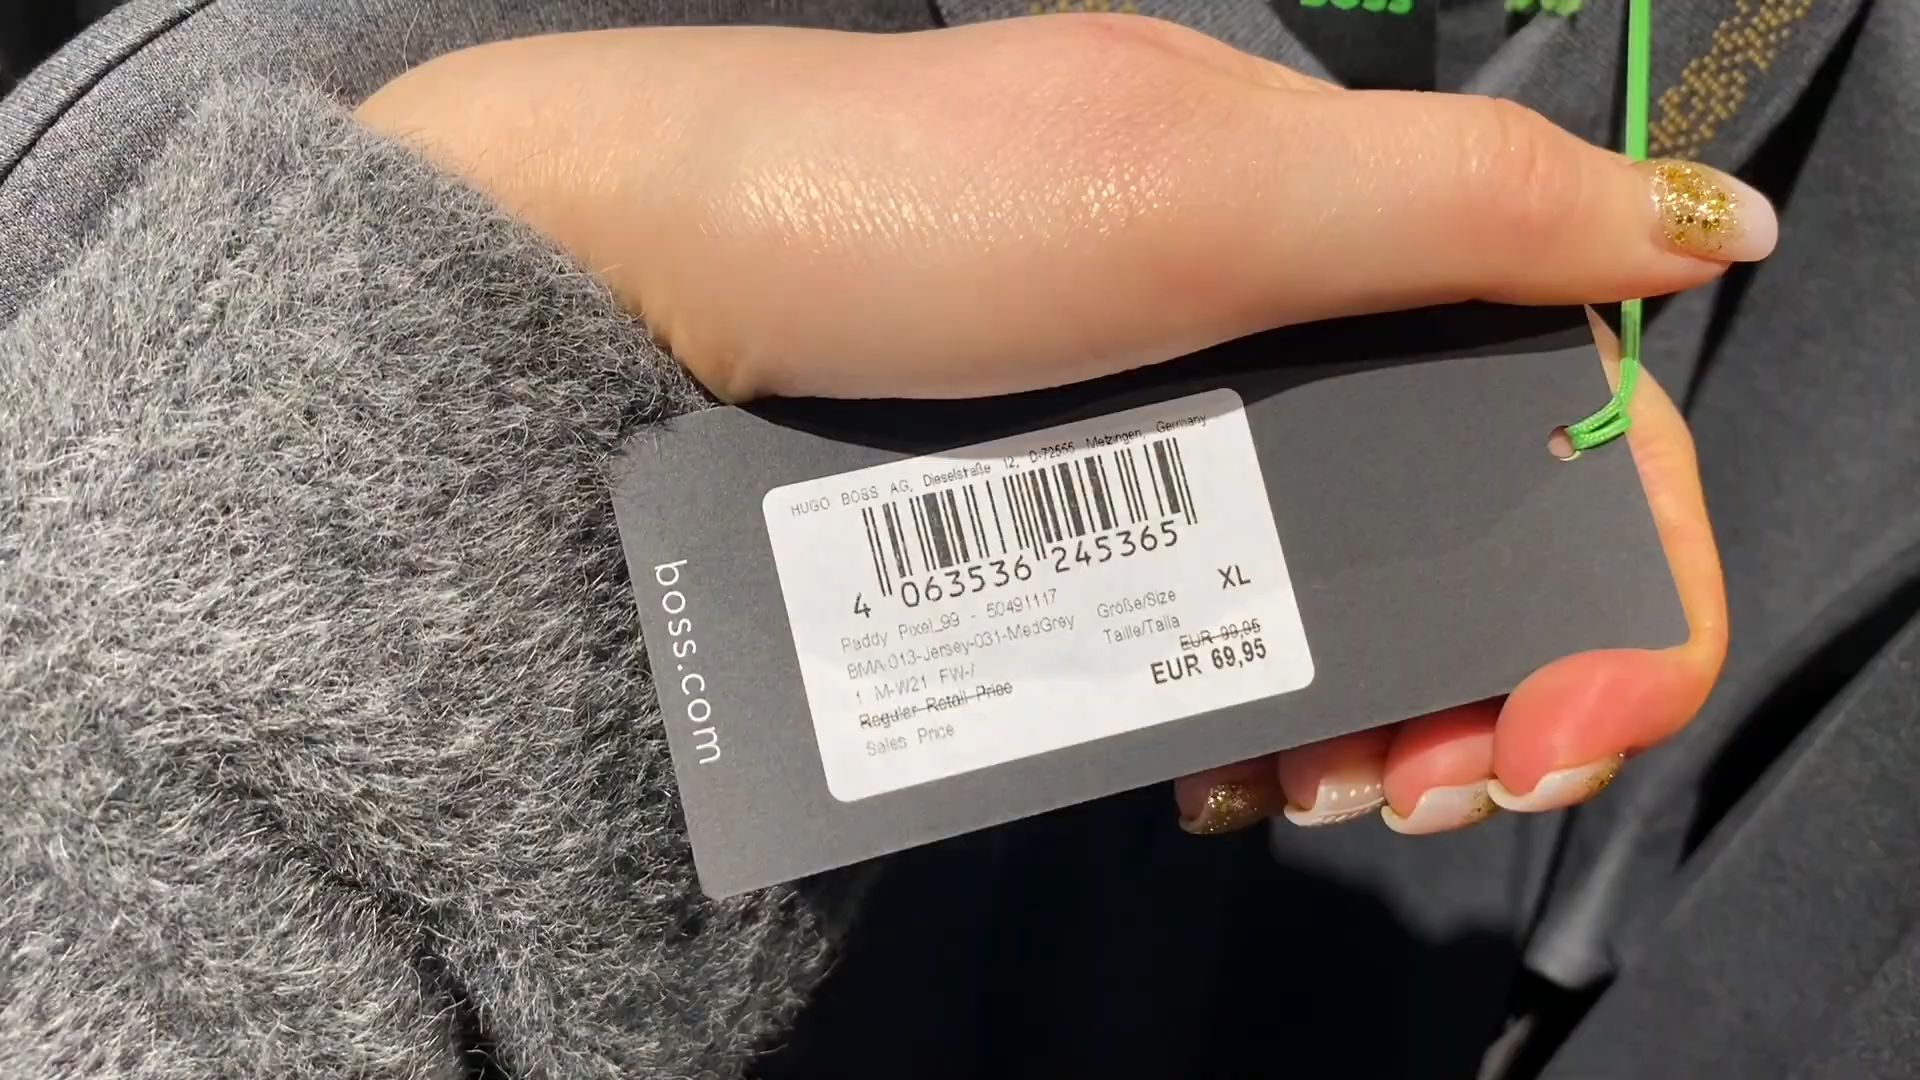 BOSS
HUGO BOSS AG, Dieselstraße 12, D-72555 Metzingen, Germany
4 063536 245365
Paddy Pixel_99 - 50491117
BMA-013-Jersey-031-MedGrey
1 M-W21 FW-/
Regular Retail Price
Sales Price
Größe/Size XL
Taille/Talla
EUR 99,95
EUR 69,95
boss.com